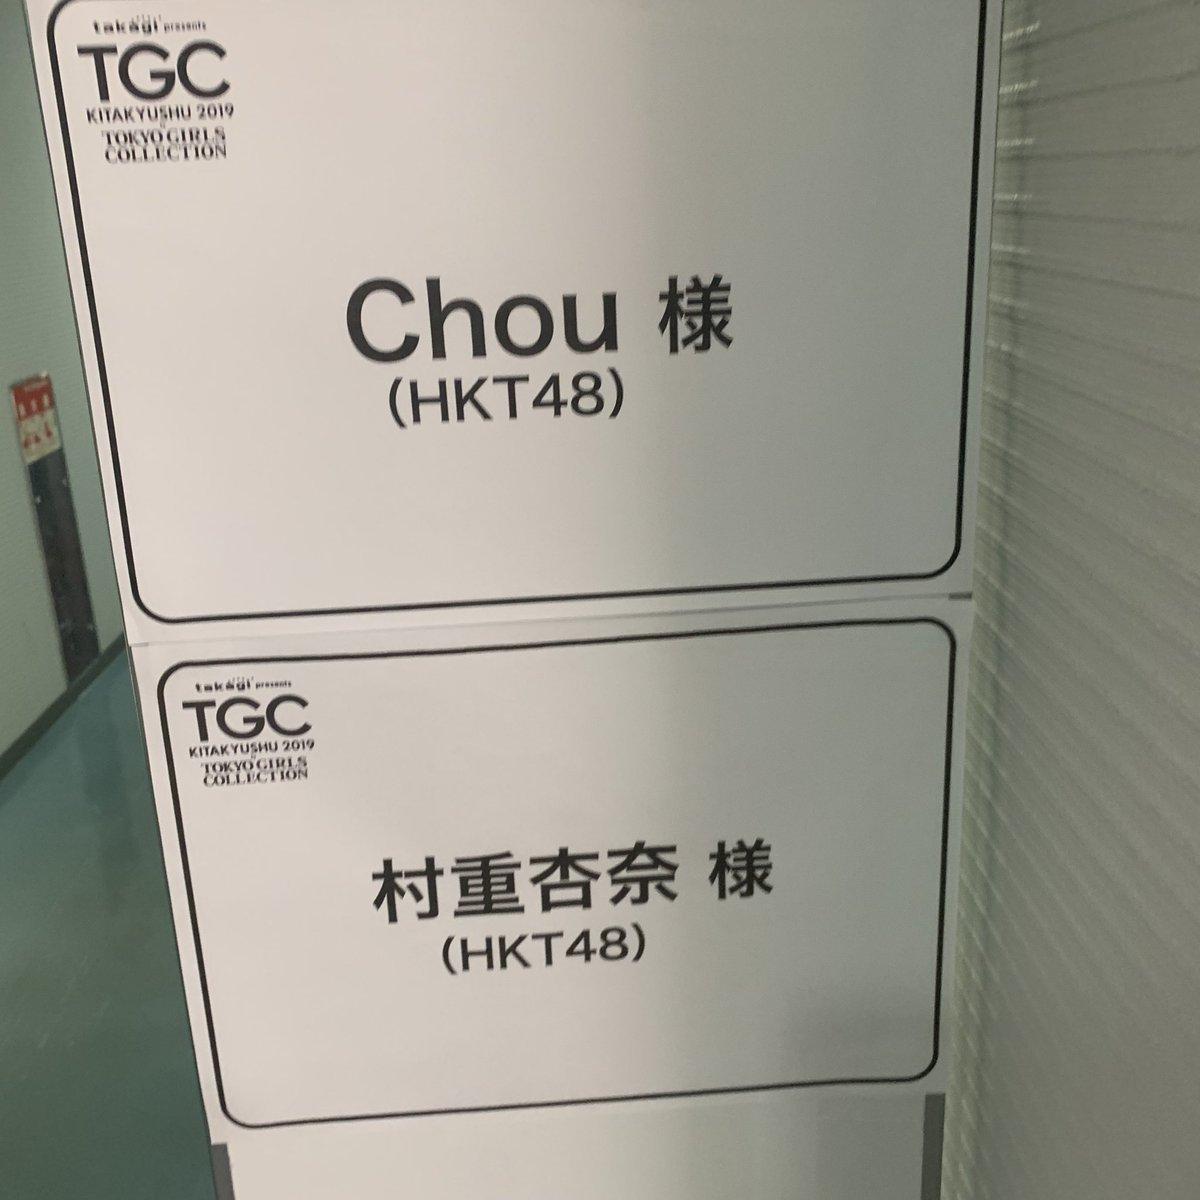 takagi presents
TGC
KITAKYUSHU 2019
TOKYO GIRLS
COLLECTION
Chou 様
(HKT48)
takagi presents
TGC
KITAKYUSHU 2019
TOKYO GIRLS
COLLECTION
村重杏奈 様
(HKT48)